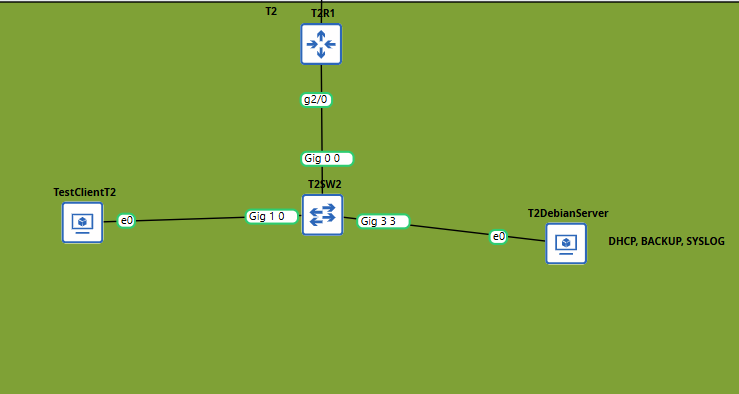 T2
T2R1
g2/0
Gig 0 0
T2SW2
TestClientT2
e0
Gig 1 0
Gig 3 3
e0
T2DebianServer
DHCP, BACKUP, SYSLOG